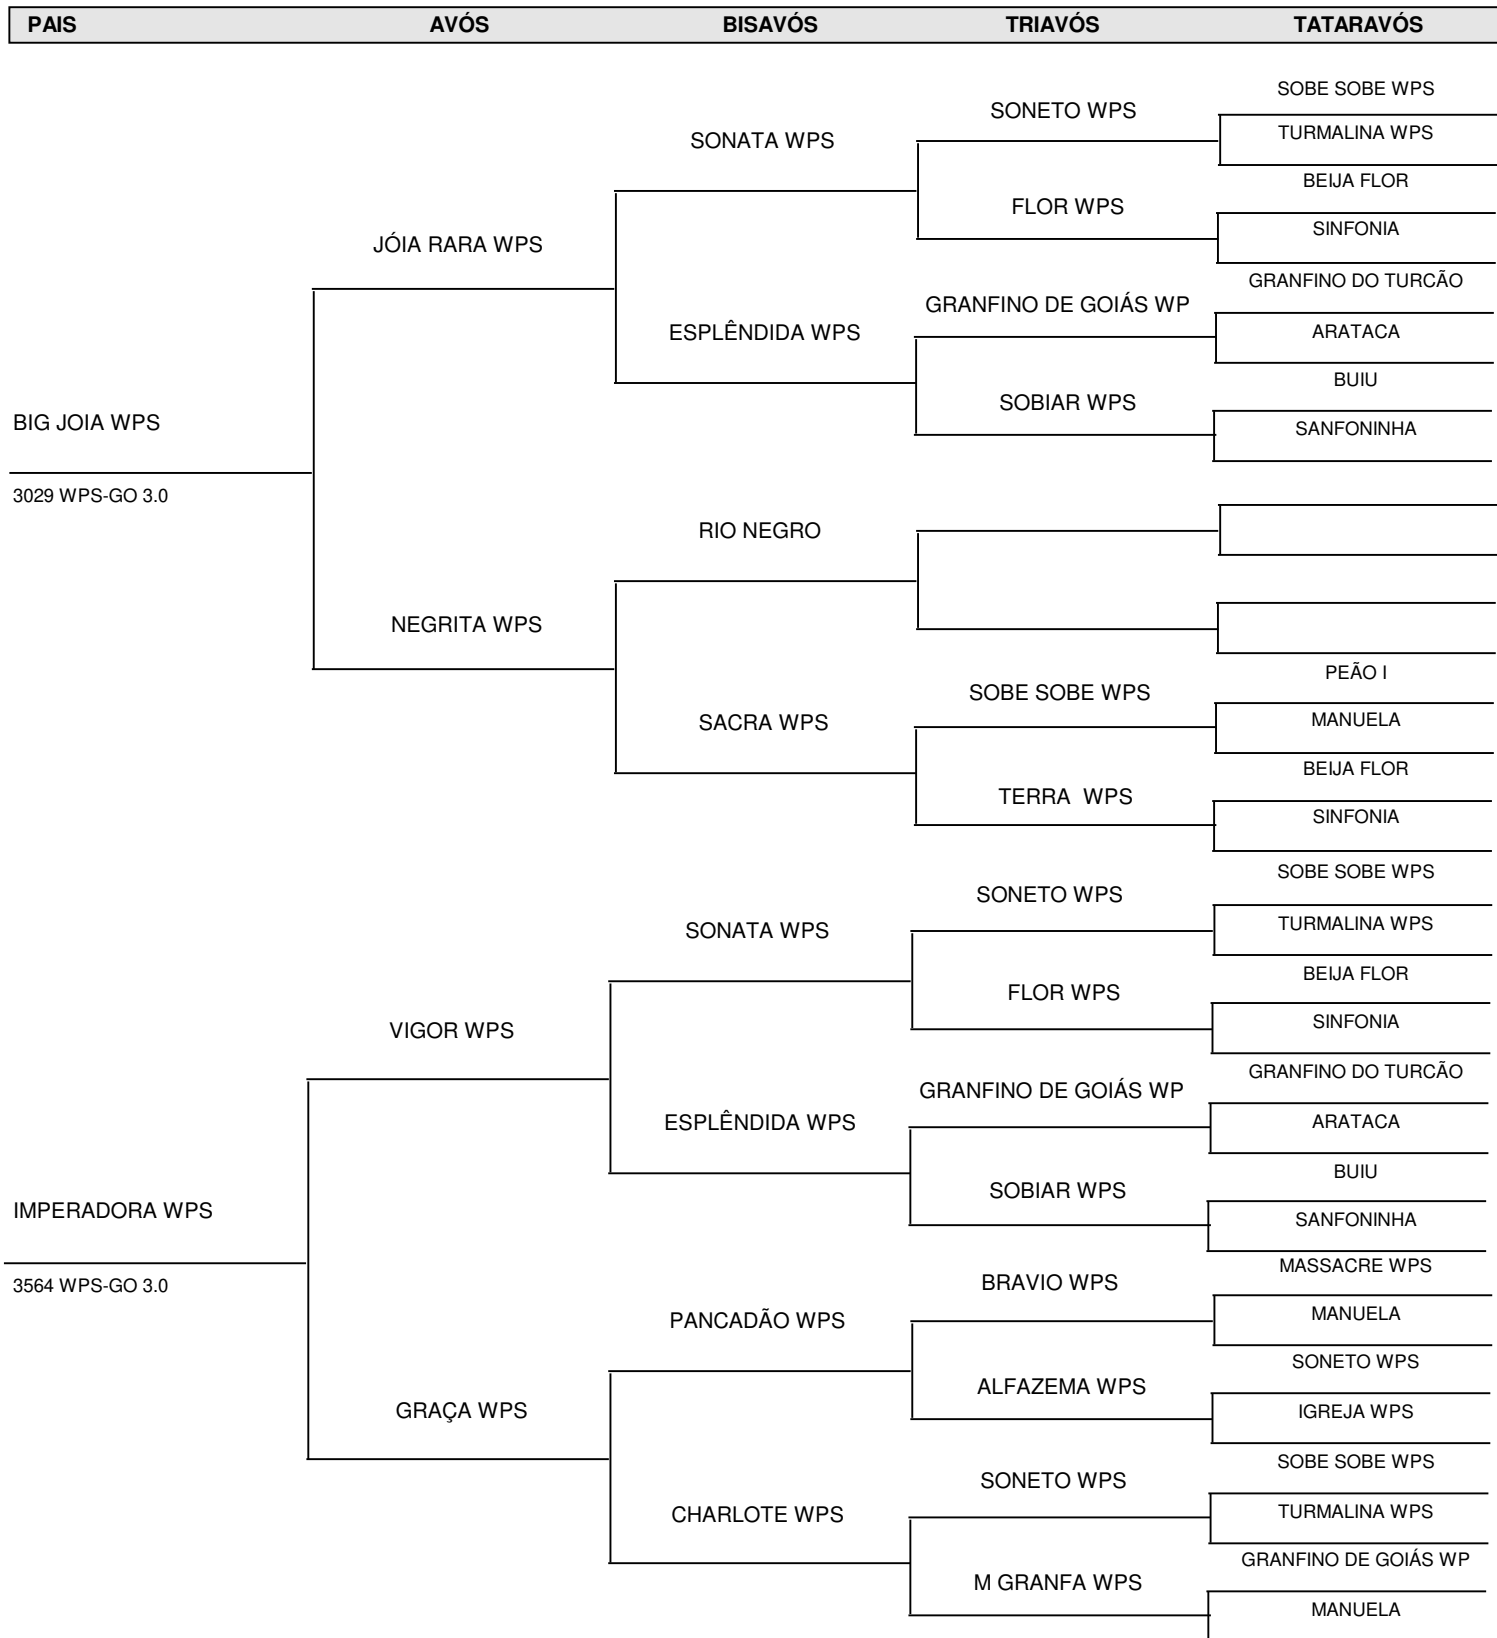 PAIS AVÓS BISAVÓS TRIAVÓS TATARAVÓS
SOBE SOBE WPS
SONETO WPS
TURMALINA WPS
SONATA WPS
BEIJA FLOR
FLOR WPS
SINFONIA
JÓIA RARA WPS
GRANFINO DO TURCÃO
GRANFINO DE GOIÁS WP
ESPLÊNDIDA WPS
ARATACA
BUIU
SOBIAR WPS
BIG JOIA WPS
SANFONINHA
3029 WPS-GO 3.0
RIO NEGRO
NEGRITA WPS
PEÃO I
SOBE SOBE WPS
SACRA WPS
MANUELA
BEIJA FLOR
TERRA  WPS
SINFONIA
SOBE SOBE WPS
SONETO WPS
TURMALINA WPS
SONATA WPS
BEIJA FLOR
FLOR WPS
SINFONIA
VIGOR WPS
GRANFINO DO TURCÃO
GRANFINO DE GOIÁS WP
ESPLÊNDIDA WPS
ARATACA
BUIU
SOBIAR WPS
IMPERADORA WPS
SANFONINHA
3564 WPS-GO 3.0
MASSACRE WPS
BRAVIO WPS
PANCADÃO WPS
MANUELA
SONETO WPS
ALFAZEMA WPS
GRAÇA WPS
IGREJA WPS
SOBE SOBE WPS
SONETO WPS
CHARLOTE WPS
TURMALINA WPS
GRANFINO DE GOIÁS WP
M GRANFA WPS
MANUELA